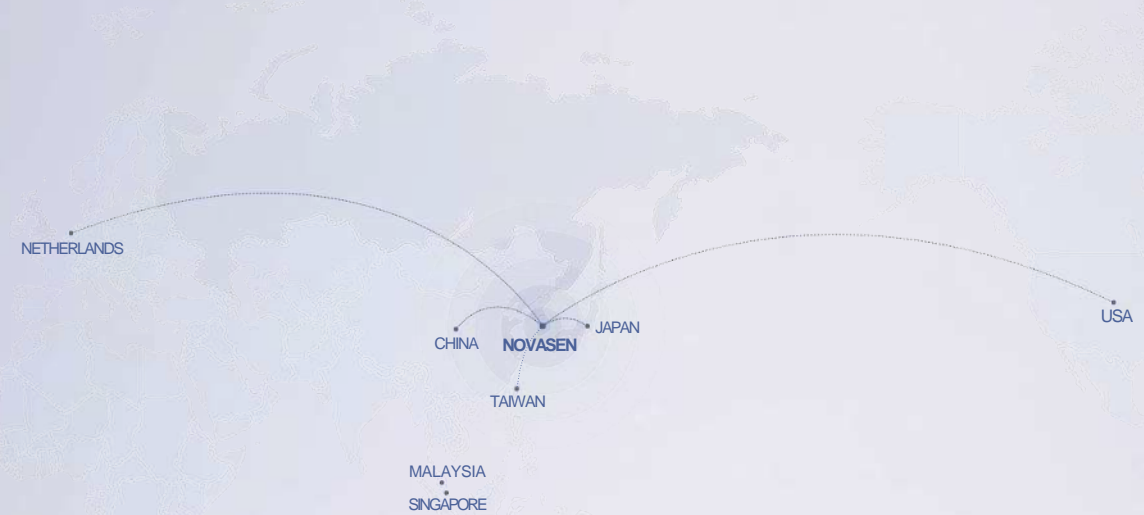 NETHERLANDS
USA
JAPAN
CHINA
NOVASEN
TAIWAN
MALAYSIA
SINGAPORE